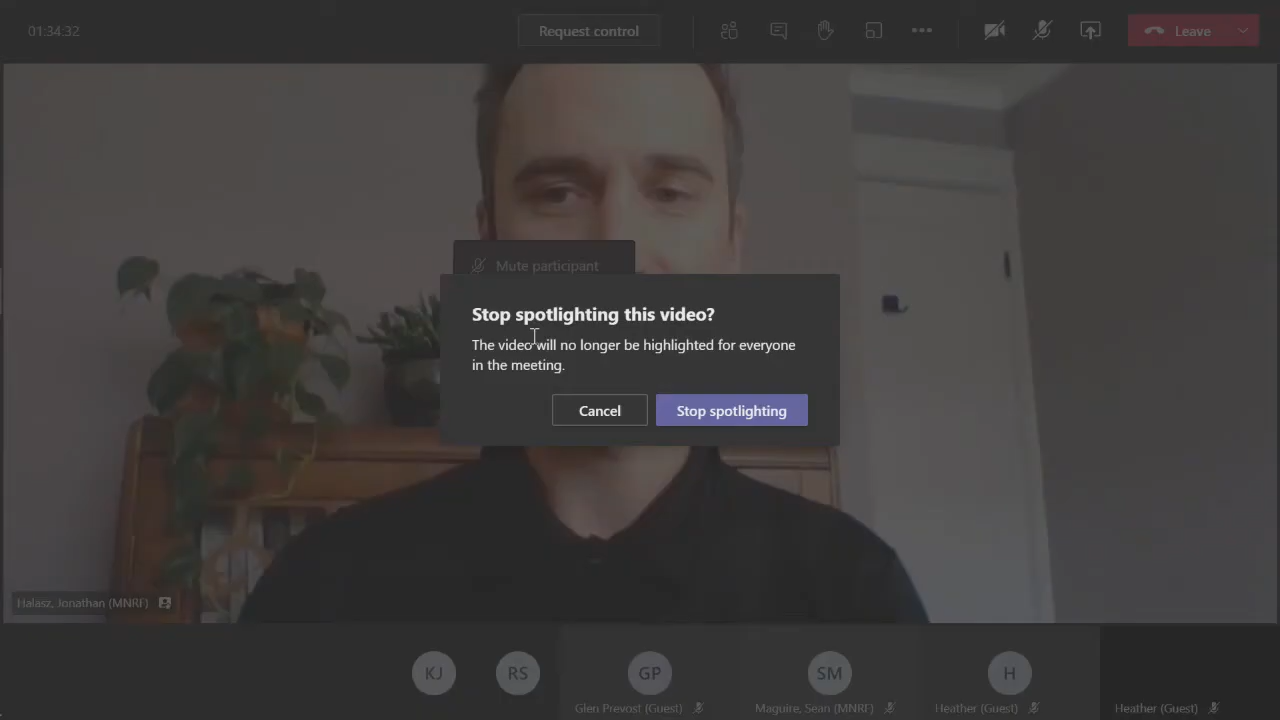 01:34:32
Request control
Leave
Mute participant
Stop spotlighting this video?
The video will no longer be highlighted for everyone
in the meeting.
Cancel
Stop spotlighting
Halasz, Jonathan (MNRF)
KJ
RS
GP
SM
H
Glen Prevost (Guest)
Maguire, Sean (MNRF)
Heather (Guest)
Heather (Guest)